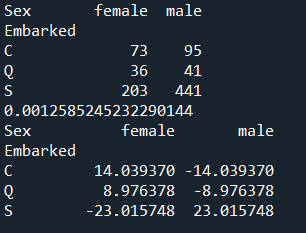 Sex female male
Embarked
C 73 95
Q 36 41
S 203 441
0.0012585245232290144
Sex female male
Embarked
C 14.039370 -14.039370
Q 8.976378 -8.976378
S -23.015748 23.015748